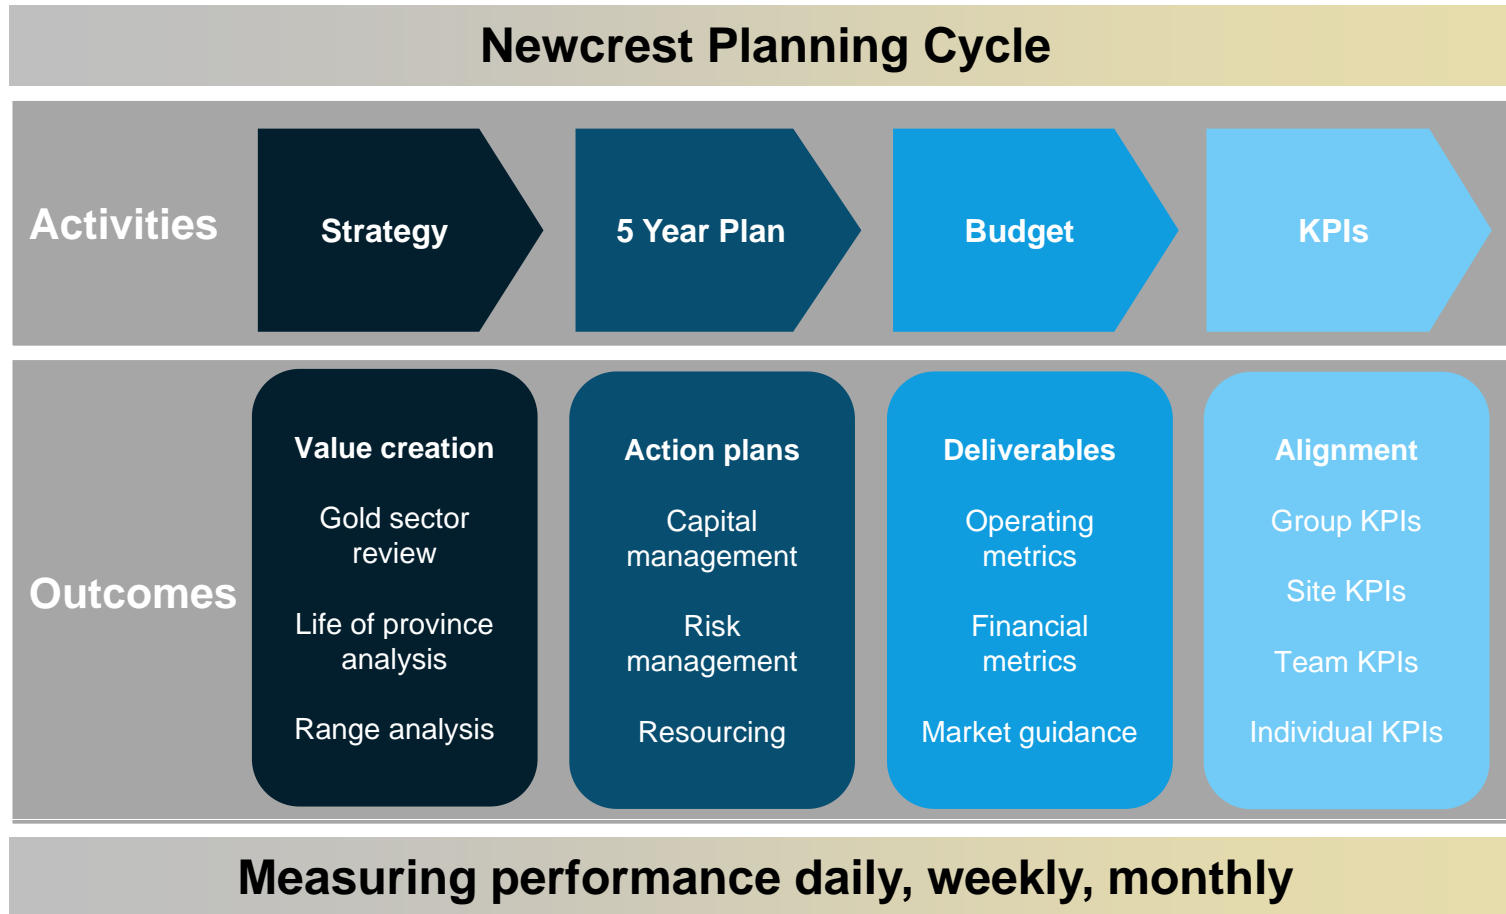 Newcrest Planning Cycle
Activities
Strategy
5 Year Plan
Budget
KPIs
Outcomes
Value creation
Gold sector
review
Life of province
analysis
Range analysis
Action plans
Capital
management
Risk
management
Resourcing
Deliverables
Operating
metrics
Financial
metrics
Market guidance
Alignment
Group KPIs
Site KPIs
Team KPIs
Individual KPIs
Measuring performance daily, weekly, monthly